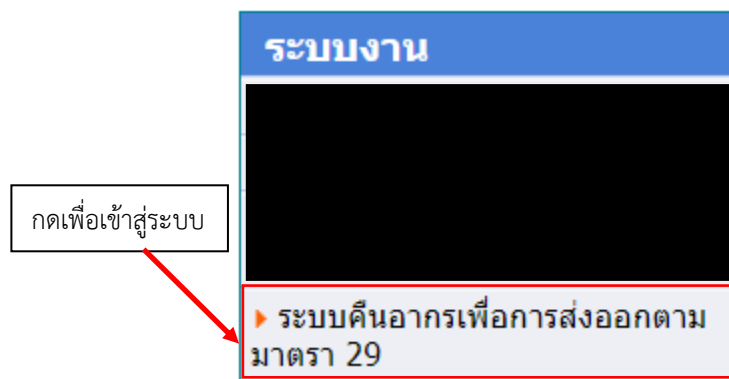 ระบบงาน
กดเพื่อเข้าสู่ระบบ
ระบบคืนอากรเพื่อการส่งออกตาม
มาตรา 29